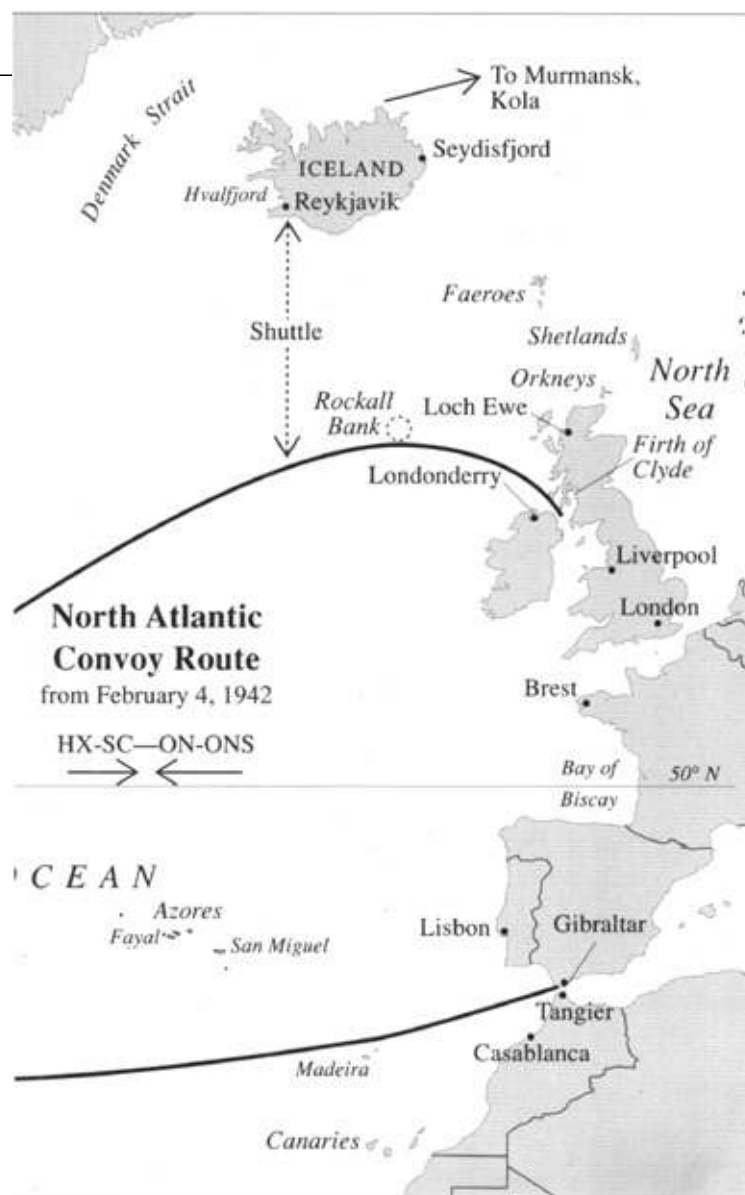 To Murmansk,
Kola
Denmark Strait
ICELAND
Seydisfjord
Hvalfjord
Reykjavik
Faeroes
Shuttle
Shetlands
Orkneys
North
Sea
Rockall
Bank
Loch Ewe
Firth of
Clyde
Londonderry
Liverpool
London
North Atlantic
Convoy Route
from February 4, 1942
Brest
HX-SC—ON-ONS
Bay of
Biscay
50° N
OCEAN
Azores
Fayal
San Miguel
Lisbon
Gibraltar
Tangier
Casablanca
Madeira
Canaries